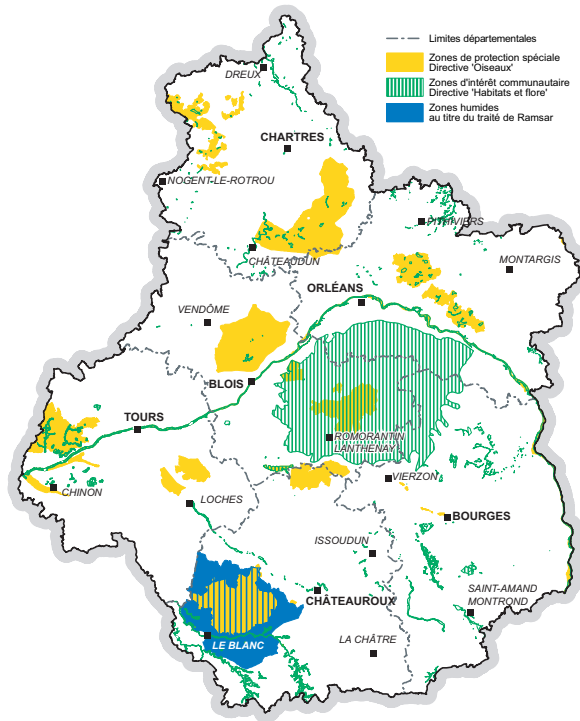 Limites départementales
Zones de protection spéciale
Directive 'Oiseaux'
Zones d'intérêt communautaire
Directive 'Habitats et flore'
Zones humides
au titre du traité de Ramsar
DREUX
CHARTRES
NOGENT-LE-ROTROU
PITHIVIERS
CHÂTEAUDUN
MONTARGIS
ORLÉANS
VENDÔME
BLOIS
TOURS
ROMORANTIN
LANTHENAY
VIERZON
CHINON
LOCHES
BOURGES
ISSOUDUN
CHÂTEAUROUX
SAINT-AMAND
MONTROND
LE BLANC
LA CHÂTRE